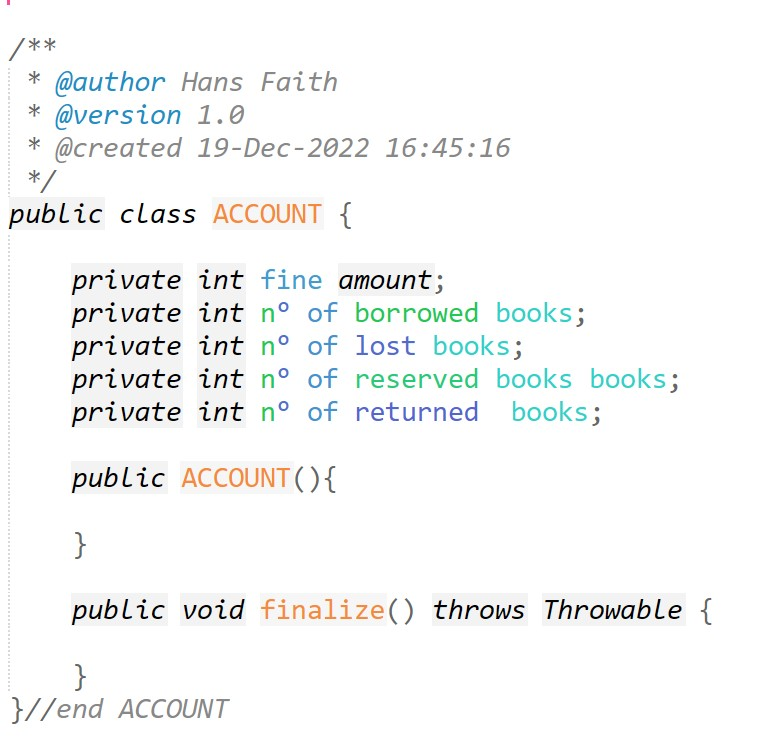 /**
 * @author Hans Faith
 * @version 1.0
 * @created 19-Dec-2022 16:45:16
 */
public class ACCOUNT {
    private int fine amount;
    private int nº of borrowed books;
    private int nº of lost books;
    private int nº of reserved books books;
    private int nº of returned  books;
    public ACCOUNT(){
    }
    public void finalize() throws Throwable {
    }
}//end ACCOUNT